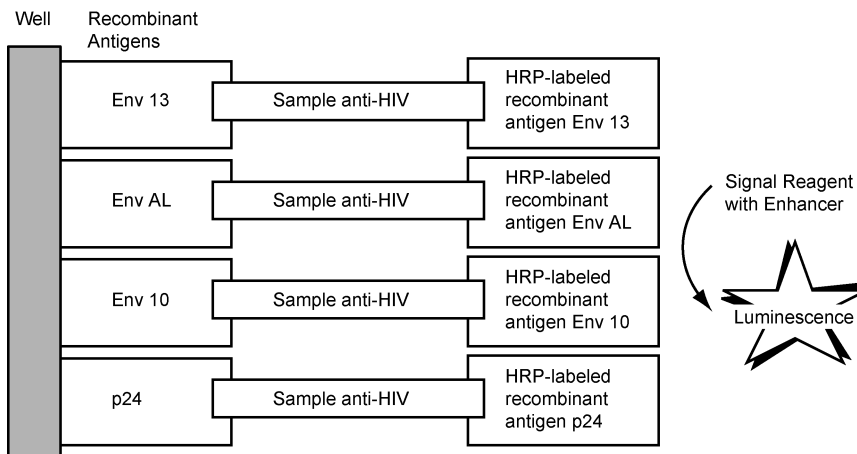 Well
Recombinant
Antigens
Env 13
Sample anti-HIV
HRP-labeled
recombinant
antigen Env 13
Env AL
Sample anti-HIV
HRP-labeled
recombinant
antigen Env AL
Env 10
Sample anti-HIV
HRP-labeled
recombinant
antigen Env 10
p24
Sample anti-HIV
HRP-labeled
recombinant
antigen p24
Signal Reagent
with Enhancer
Luminescence